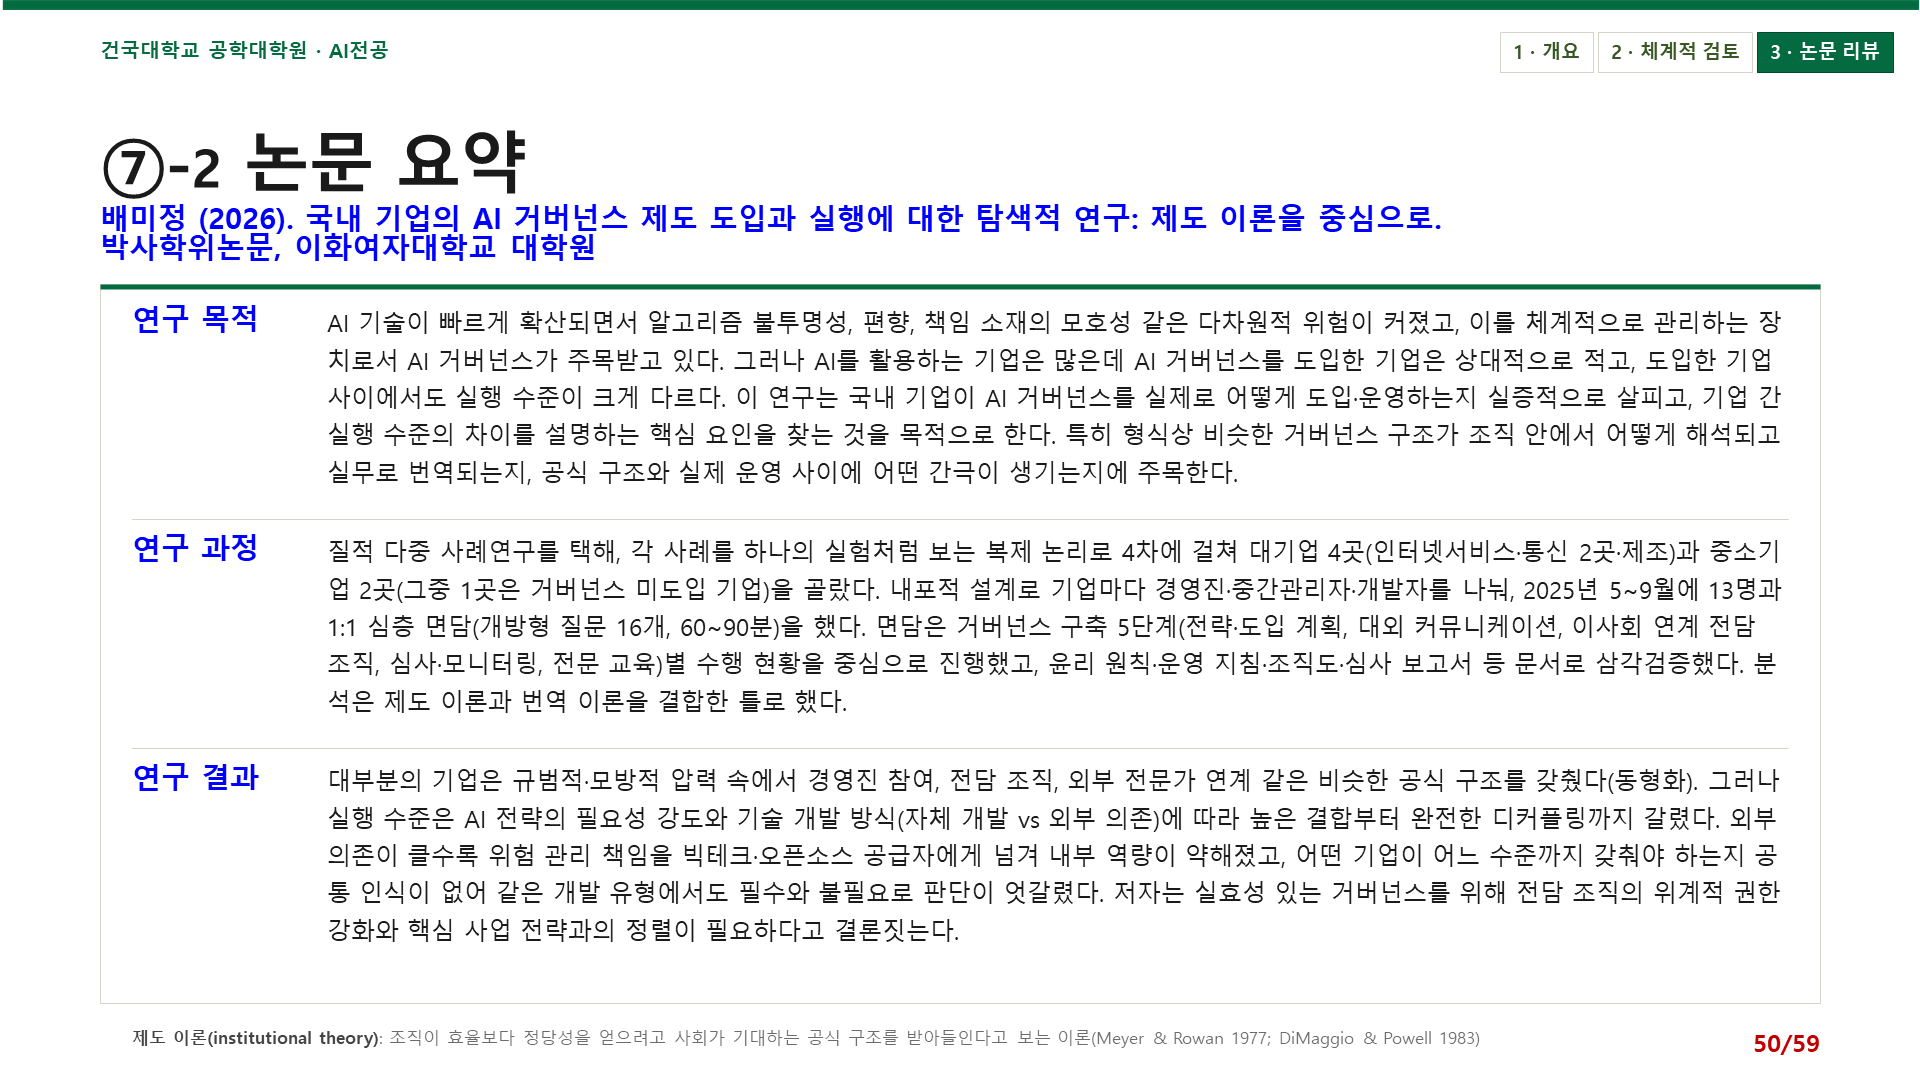 건국대학교 공학대학원 · AI전공
1 · 개요
2 · 체계적 검토
3 · 논문 리뷰
⑦-2 논문 요약
배미정 (2026). 국내 기업의 AI 거버넌스 제도 도입과 실행에 대한 탐색적 연구: 제도 이론을 중심으로.
박사학위논문, 이화여자대학교 대학원
연구 목적
AI 기술이 빠르게 확산되면서 알고리즘 불투명성, 편향, 책임 소재의 모호성 같은 다차원적 위험이 커졌고, 이를 체계적으로 관리하는 장
치로서 AI 거버넌스가 주목받고 있다. 그러나 AI를 활용하는 기업은 많은데 AI 거버넌스를 도입한 기업은 상대적으로 적고, 도입한 기업
사이에서도 실행 수준이 크게 다르다. 이 연구는 국내 기업이 AI 거버넌스를 실제로 어떻게 도입·운영하는지 실증적으로 살피고, 기업 간
실행 수준의 차이를 설명하는 핵심 요인을 찾는 것을 목적으로 한다. 특히 형식상 비슷한 거버넌스 구조가 조직 안에서 어떻게 해석되고
실무로 번역되는지, 공식 구조와 실제 운영 사이에 어떤 간극이 생기는지에 주목한다.
연구 과정
질적 다중 사례연구를 택해, 각 사례를 하나의 실험처럼 보는 복제 논리로 4차에 걸쳐 대기업 4곳(인터넷서비스·통신 2곳·제조)과 중소기
업 2곳(그중 1곳은 거버넌스 미도입 기업)을 골랐다. 내포적 설계로 기업마다 경영진·중간관리자·개발자를 나눠, 2025년 5~9월에 13명과
1:1 심층 면담(개방형 질문 16개, 60~90분)을 했다. 면담은 거버넌스 구축 5단계(전략·도입 계획, 대외 커뮤니케이션, 이사회 연계 전담
조직, 심사·모니터링, 전문 교육)별 수행 현황을 중심으로 진행했고, 윤리 원칙·운영 지침·조직도·심사 보고서 등 문서로 삼각검증했다. 분
석은 제도 이론과 번역 이론을 결합한 틀로 했다.
연구 결과
대부분의 기업은 규범적·모방적 압력 속에서 경영진 참여, 전담 조직, 외부 전문가 연계 같은 비슷한 공식 구조를 갖췄다(동형화). 그러나
실행 수준은 AI 전략의 필요성 강도와 기술 개발 방식(자체 개발 vs 외부 의존)에 따라 높은 결합부터 완전한 디커플링까지 갈렸다. 외부
의존이 클수록 위험 관리 책임을 빅테크·오픈소스 공급자에게 넘겨 내부 역량이 약해졌고, 어떤 기업이 어느 수준까지 갖춰야 하는지 공
통 인식이 없어 같은 개발 유형에서도 필수와 불필요로 판단이 엇갈렸다. 저자는 실효성 있는 거버넌스를 위해 전담 조직의 위계적 권한
강화와 핵심 사업 전략과의 정렬이 필요하다고 결론짓는다.
제도 이론(institutional theory): 조직이 효율보다 정당성을 얻으려고 사회가 기대하는 공식 구조를 받아들인다고 보는 이론(Meyer & Rowan 1977; DiMaggio & Powell 1983)
50/59